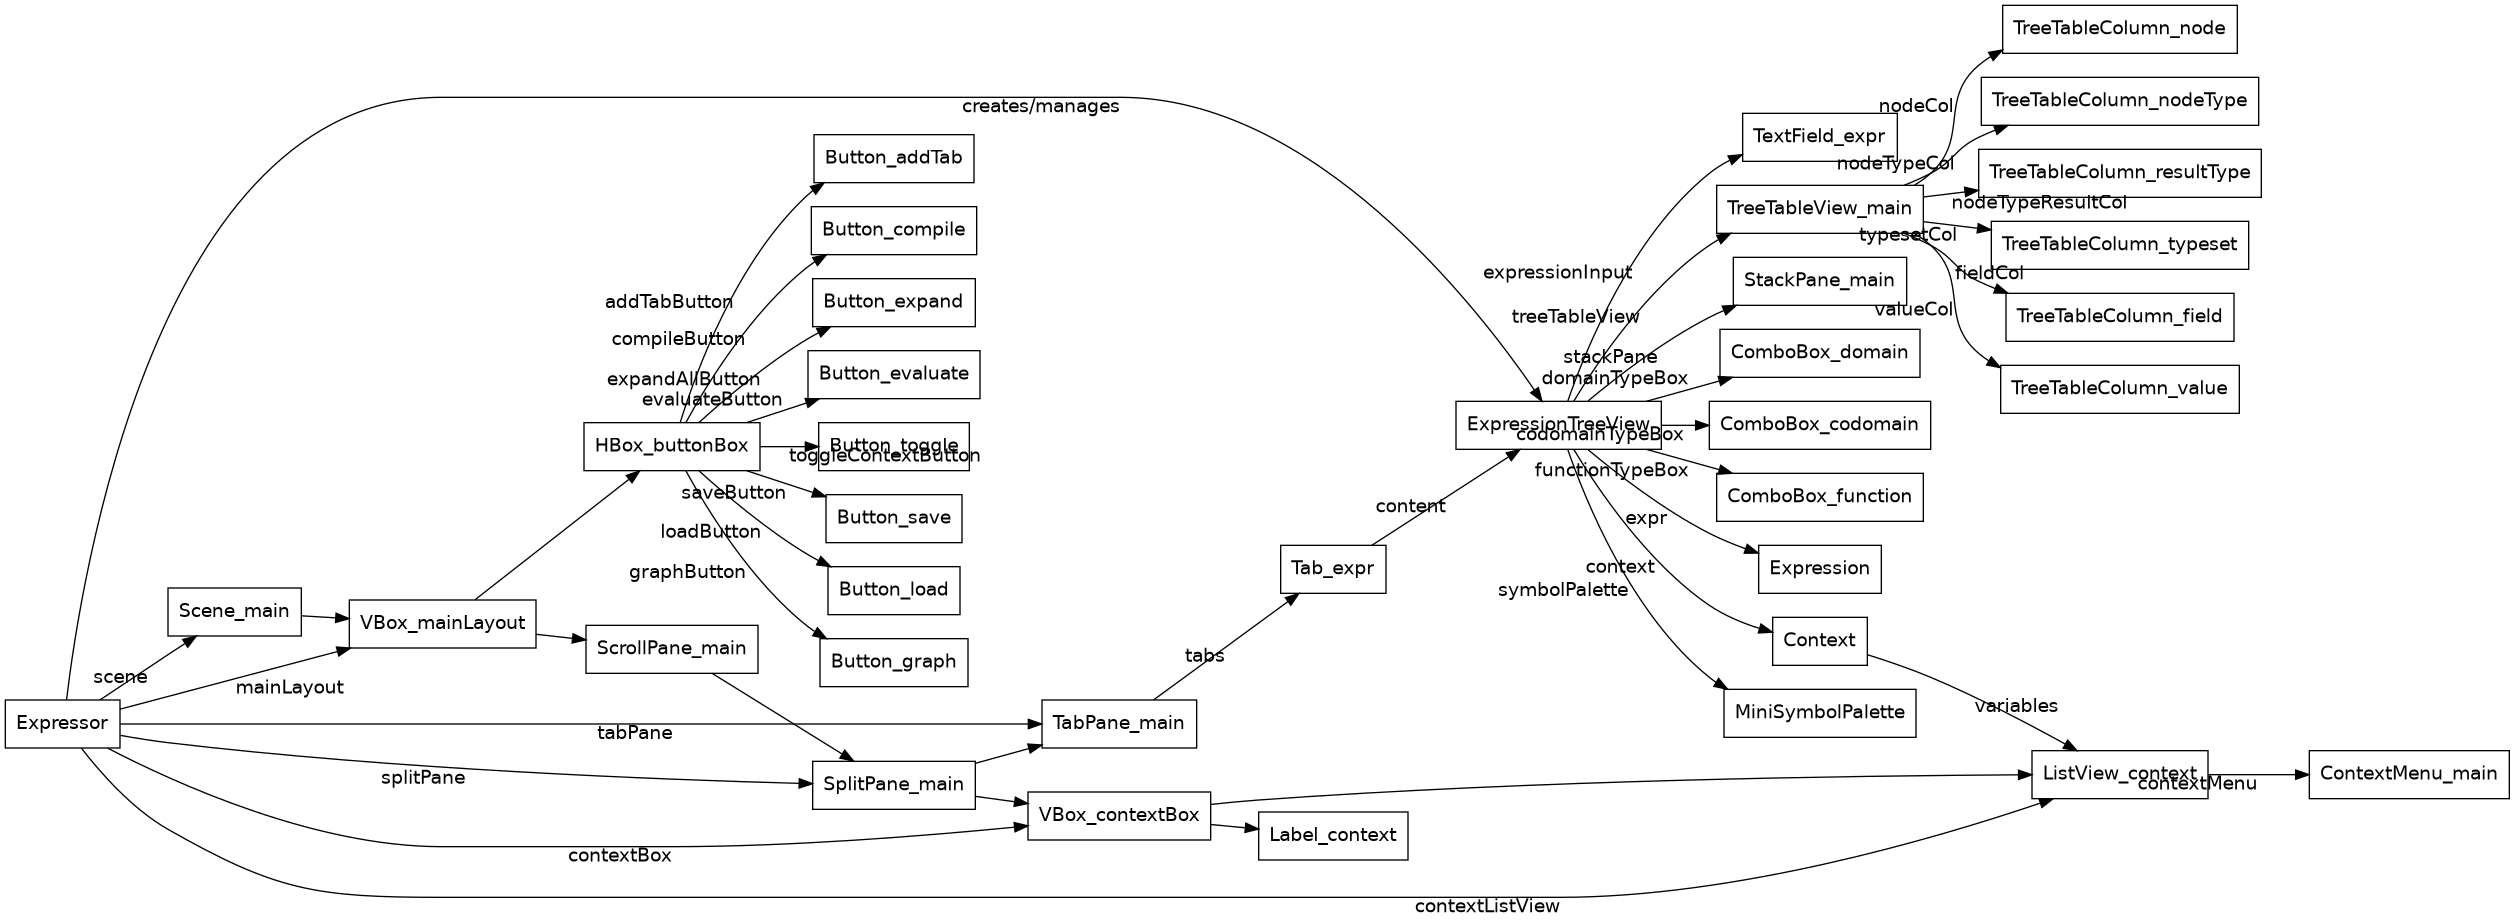 TreeTableColumn_node
TreeTableColumn_nodeType
creates/manages
nodeCol
TextField_expr
Button_addTab
nodeTypeCol
TreeTableColumn_resultType
TreeTableView_main
nodeTypeResultCol
Button_compile
typesetCol
TreeTableColumn_typeset
expressionInput
fieldCol
StackPane_main
addTabButton
Button_expand
treeTableView
valueCol
TreeTableColumn_field
compileButton
stackPane
ComboBox_domain
expandAllButton
Button_evaluate
domainTypeBox
TreeTableColumn_value
evaluateButton
ExpressionTreeView
codomainTypeBox
ComboBox_codomain
HBox_buttonBox
Button_toggle
toggleContextButton
functionTypeBox
saveButton
content
ComboBox_function
Button_save
expr
loadButton
graphButton
Tab_expr
context
Expression
Button_load
symbolPalette
Scene_main
VBox_mainLayout
Context
ScrollPane_main
tabs
Button_graph
scene
mainLayout
variables
MiniSymbolPalette
Expressor
tabPane
TabPane_main
splitPane
SplitPane_main
ListView_context
contextMenu
ContextMenu_main
VBox_contextBox
Label_context
contextBox
contextListView